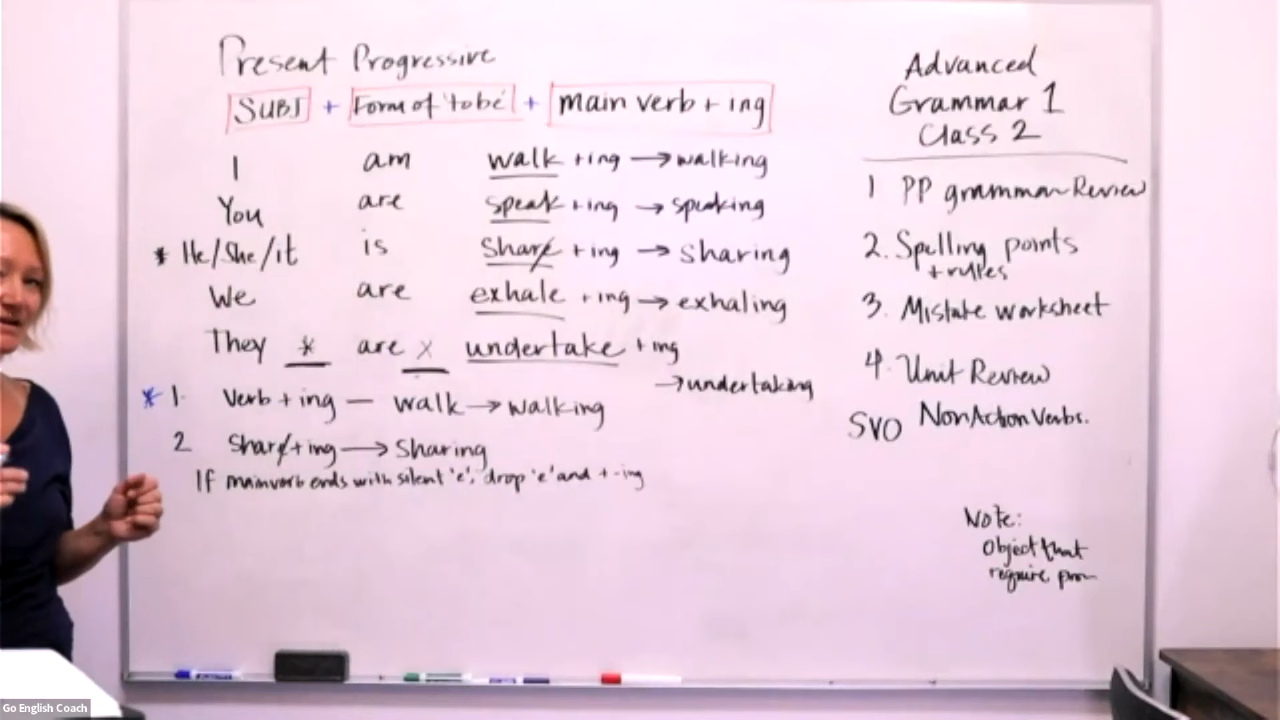 Present Progressive
SUBJ + Form of 'to be' + main verb + ing
I am walk + ing → walking
You are speak + ing → speaking
* He/She/it is Share + ing → sharing
We are exhale + ing → exhaling
They * are x undertake + ing
→ undertaking
* 1. Verb + ing — walk → walking
2 Share + ing → Sharing
If main verb ends with silent 'e', drop 'e' and + -ing
Advanced
Grammar 1
Class 2
1 PP grammar Review
2. Spelling points
+ rules
3. Mistake worksheet
4. Unit Review
SVO Non Action Verbs.
Note:
Object that
require
Go English Coach